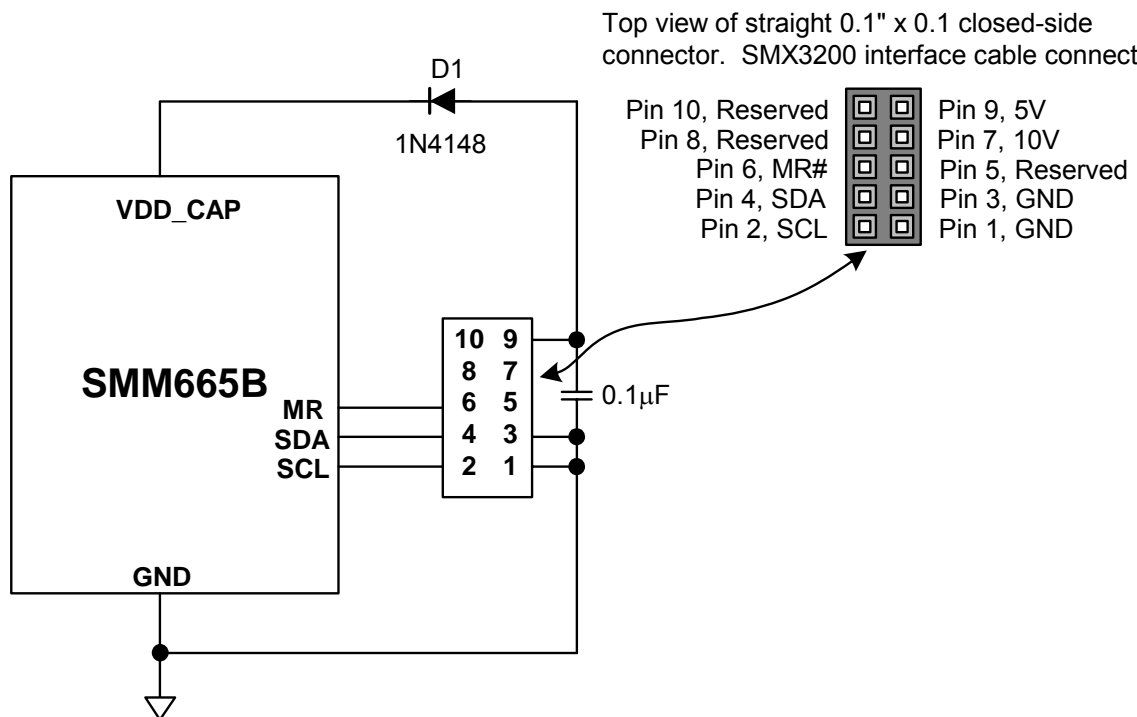 Top view of straight 0.1" x 0.1 closed-side
connector. SMX3200 interface cable connect
D1
1N4148
Pin 10, Reserved
Pin 9, 5V
Pin 8, Reserved
Pin 7, 10V
Pin 6, MR#
Pin 5, Reserved
Pin 4, SDA
Pin 3, GND
Pin 2, SCL
Pin 1, GND
VDD_CAP
SMM665B
MR
SDA
SCL
GND
10 9
8 7
6 5
4 3
2 1
0.1μF